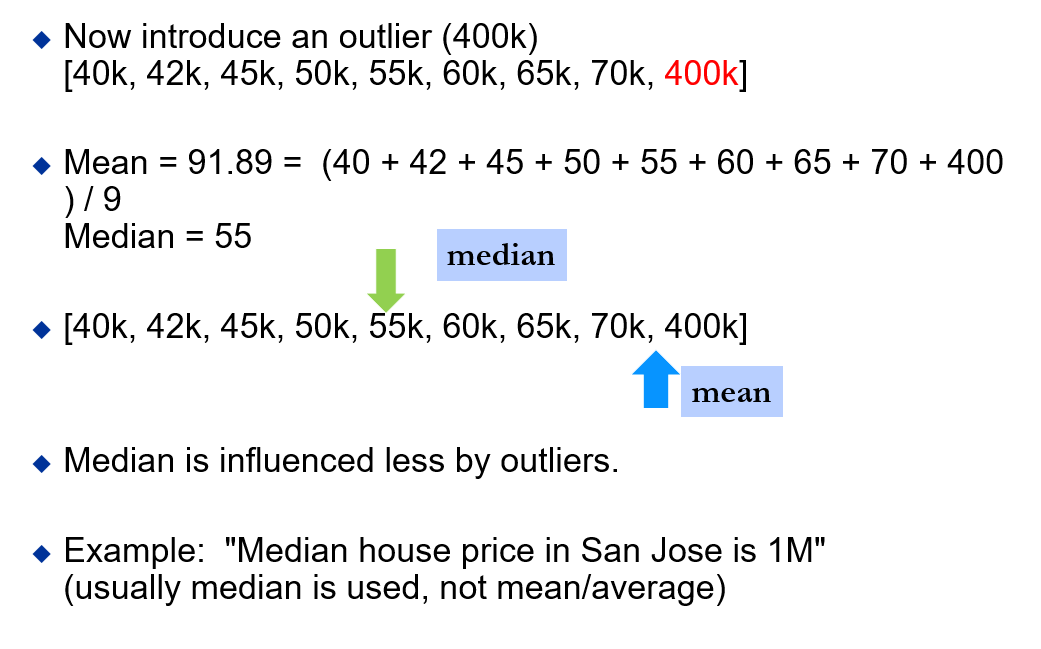 Now introduce an outlier (400k)
[40k, 42k, 45k, 50k, 55k, 60k, 65k, 70k, 400k]
Mean = 91.89 =  (40 + 42 + 45 + 50 + 55 + 60 + 65 + 70 + 400
) / 9
Median = 55
median
[40k, 42k, 45k, 50k, 55k, 60k, 65k, 70k, 400k]
mean
Median is influenced less by outliers.
Example:  "Median house price in San Jose is 1M"
(usually median is used, not mean/average)